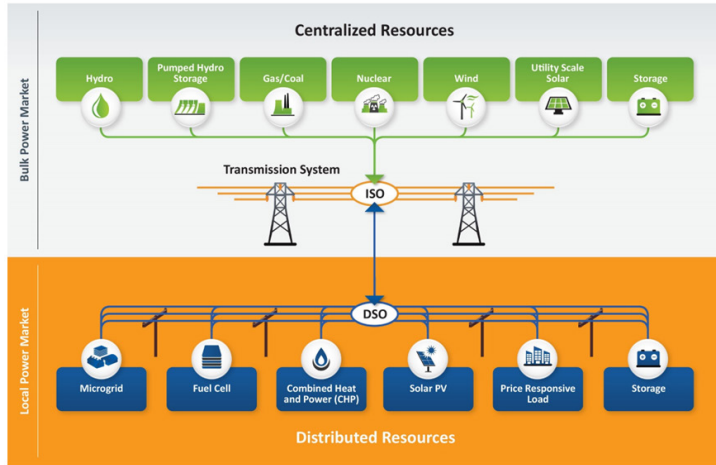 Centralized Resources
Bulk Power Market
Hydro
Pumped Hydro
Storage
Gas/Coal
Nuclear
Wind
Utility Scale
Solar
Storage
Transmission System
ISO
DSO
Local Power Market
Microgrid
Fuel Cell
Combined Heat
and Power (CHP)
Solar PV
Price Responsive
Load
Storage
Distributed Resources